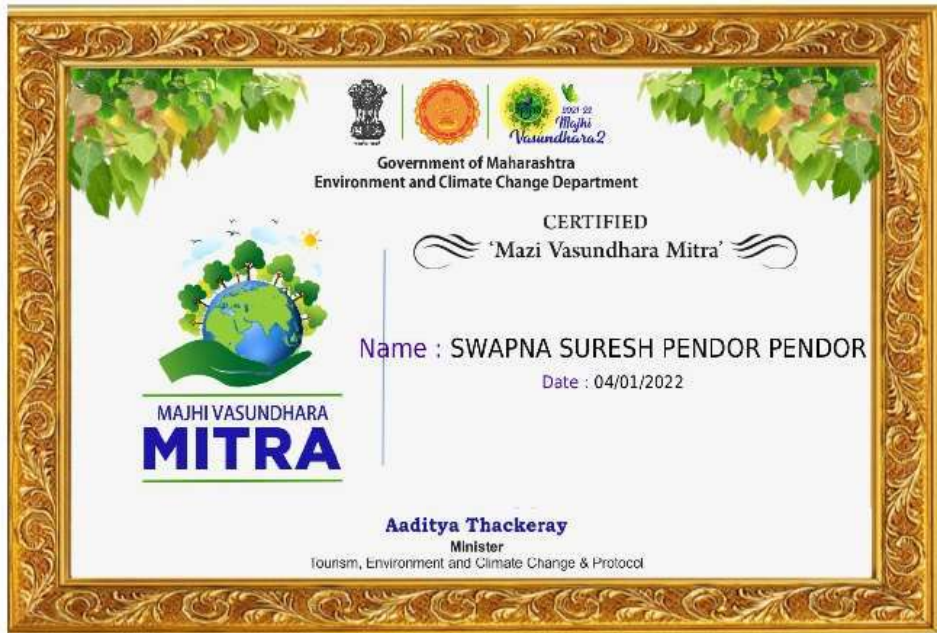 2021-22
Majhi
Vasundhara2
Government of Maharashtra
Environment and Climate Change Department
CERTIFIED
'Mazi Vasundhara Mitra'
Name : SWAPNA SURESH PENDOR PENDOR
Date : 04/01/2022
MAJHI VASUNDHARA
MITRA
Aaditya Thackeray
Minister
Tourism, Environment and Climate Change & Protocol